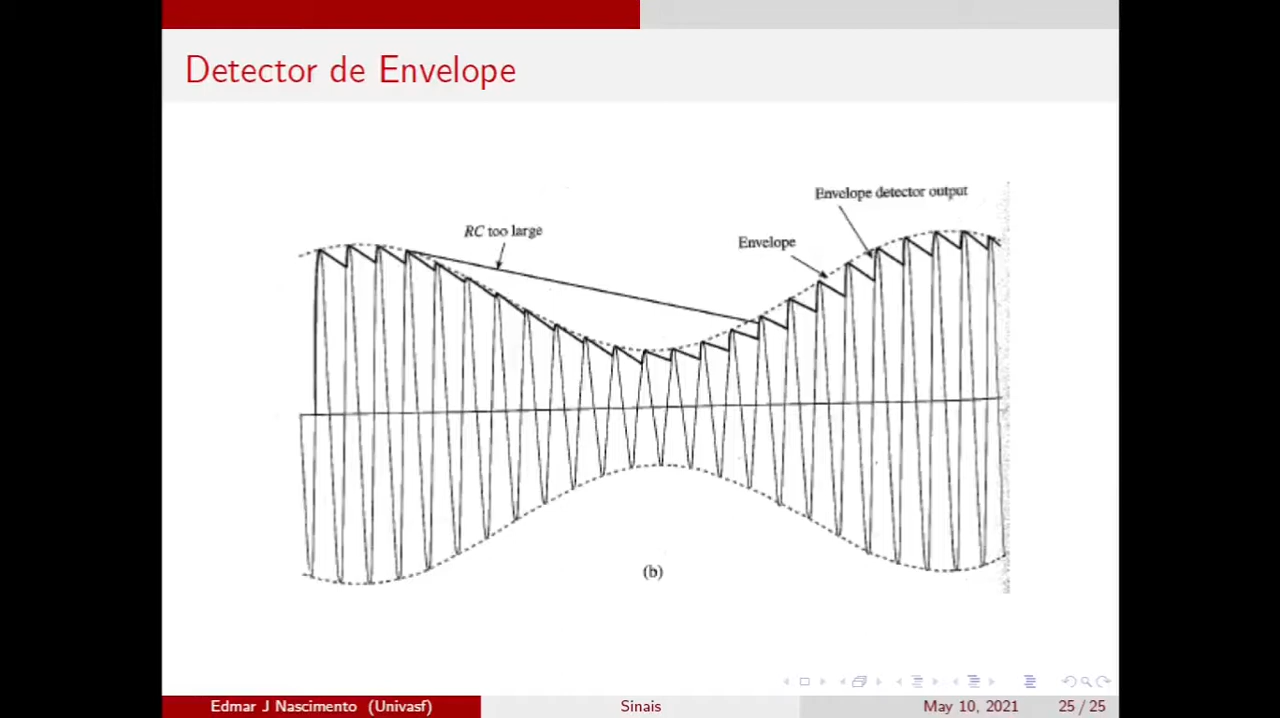 Detector de Envelope
Envelope detector output
RC too large
Envelope
(b)
Edmar J Nascimento (Univasf)
Sinais
May 10, 2021
25 / 25